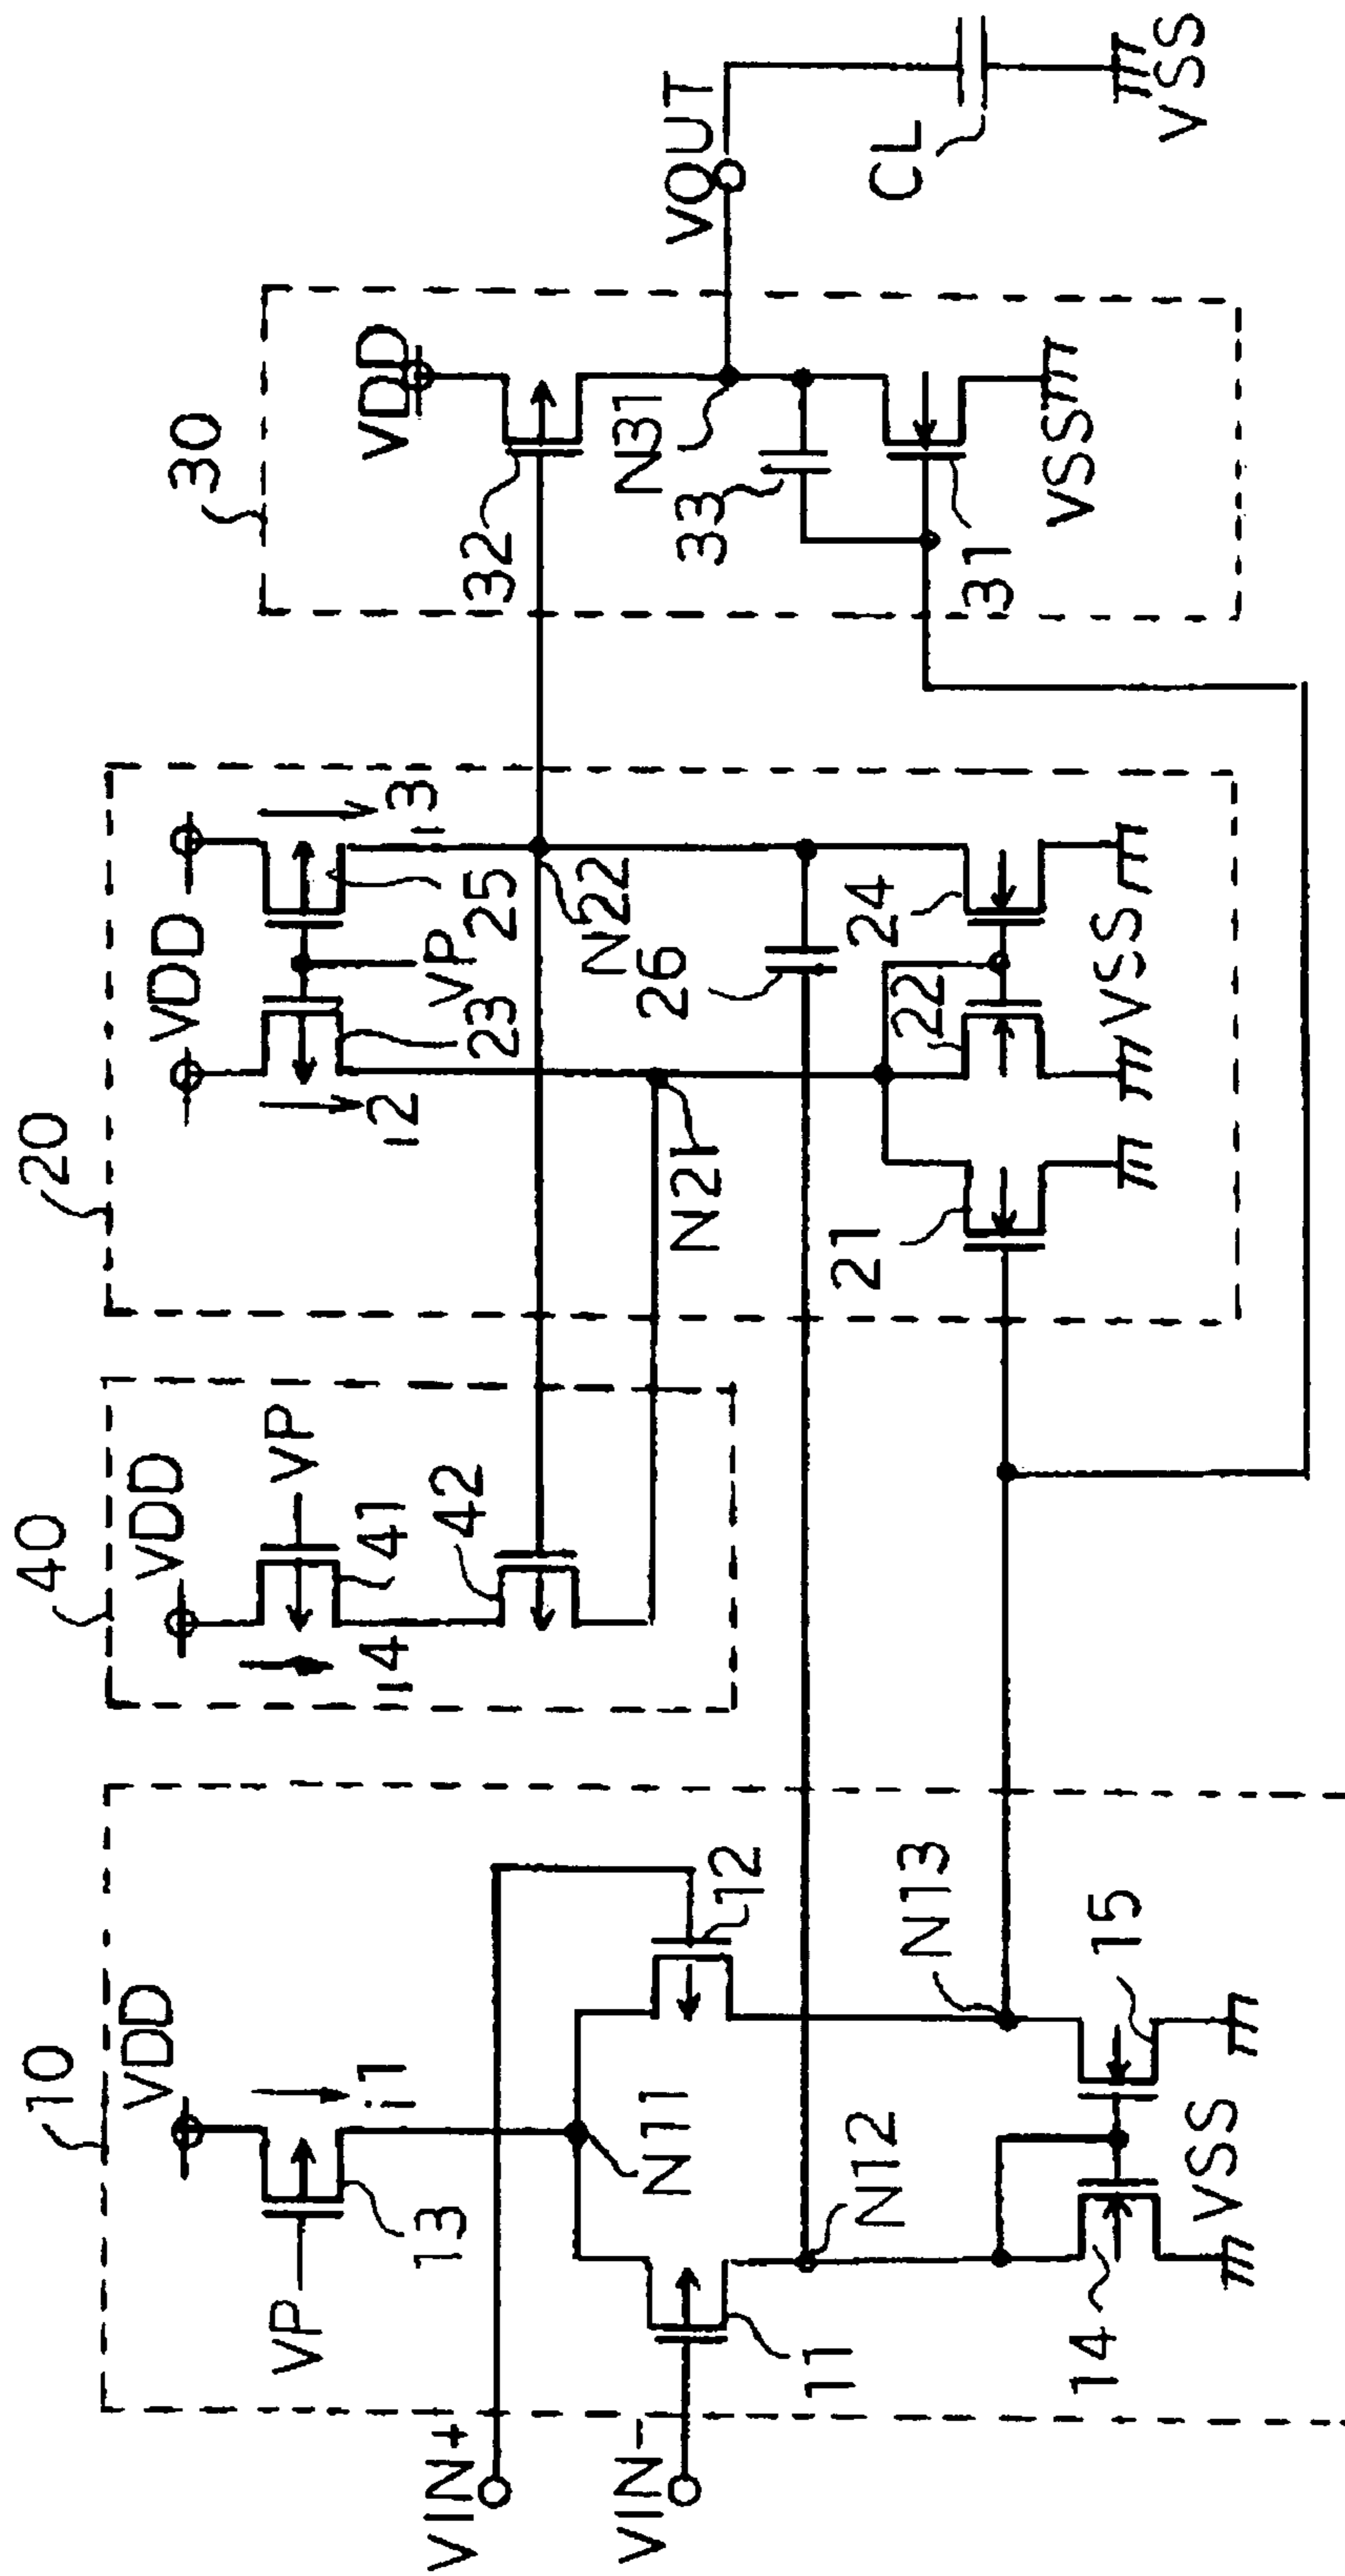 10
VDD
i1
VP
13
N11
VIN+
VIN-
11
12
N12
N13
14
15
VSS
40
VDD
VP
i4
41
42
20
VDD
i2
i3
23
25
VP
N22
N21
26
21
22
24
VSS
30
VDD
32
N31
33
31
VSS
VOUT
CL
VSS